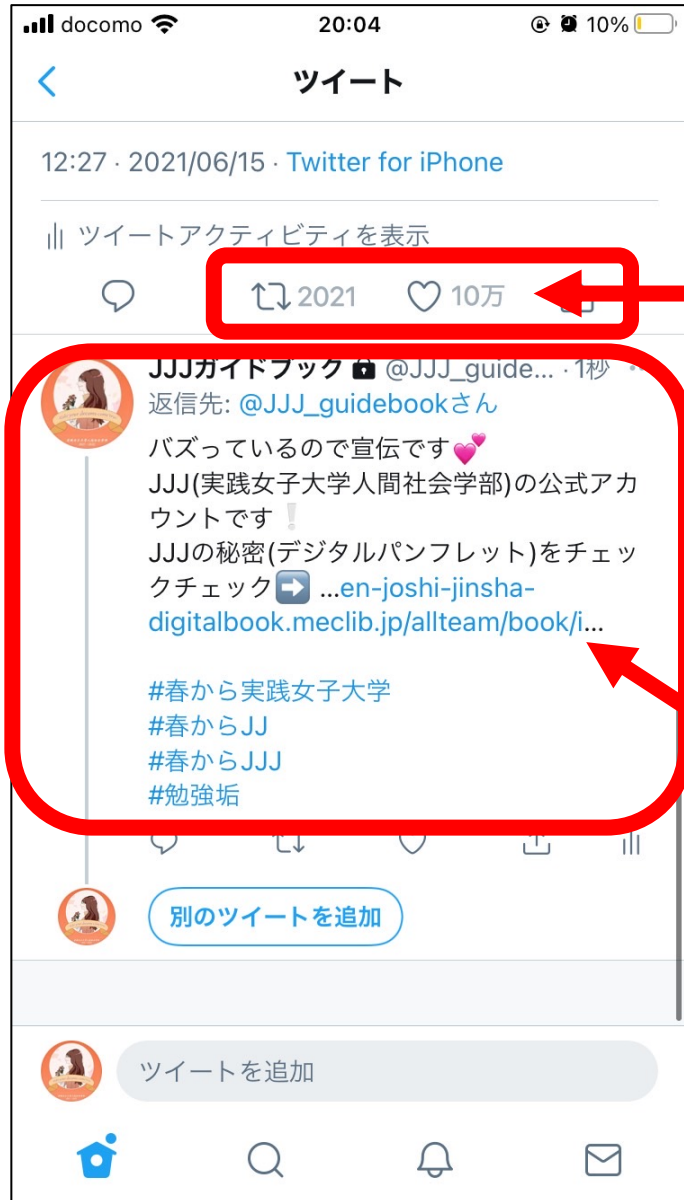 docomo 20:04 10%
ツイート
12:27 · 2021/06/15 · Twitter for iPhone
ツイートアクティビティを表示
2021 10万
JJJガイドブック @JJJ_guide... · 1秒
返信先: @JJJ_guidebookさん
バズっているので宣伝です💕
JJJ(実践女子大学人間社会学部)の公式アカ
ウントです❕
JJJの秘密(デジタルパンフレット)をチェッ
クチェック➡️ ...en-joshi-jinsha-
digitalbook.meclib.jp/allteam/book/i...
#春から実践女子大学
#春からJJ
#春からJJJ
#勉強垢
別のツイートを追加
ツイートを追加